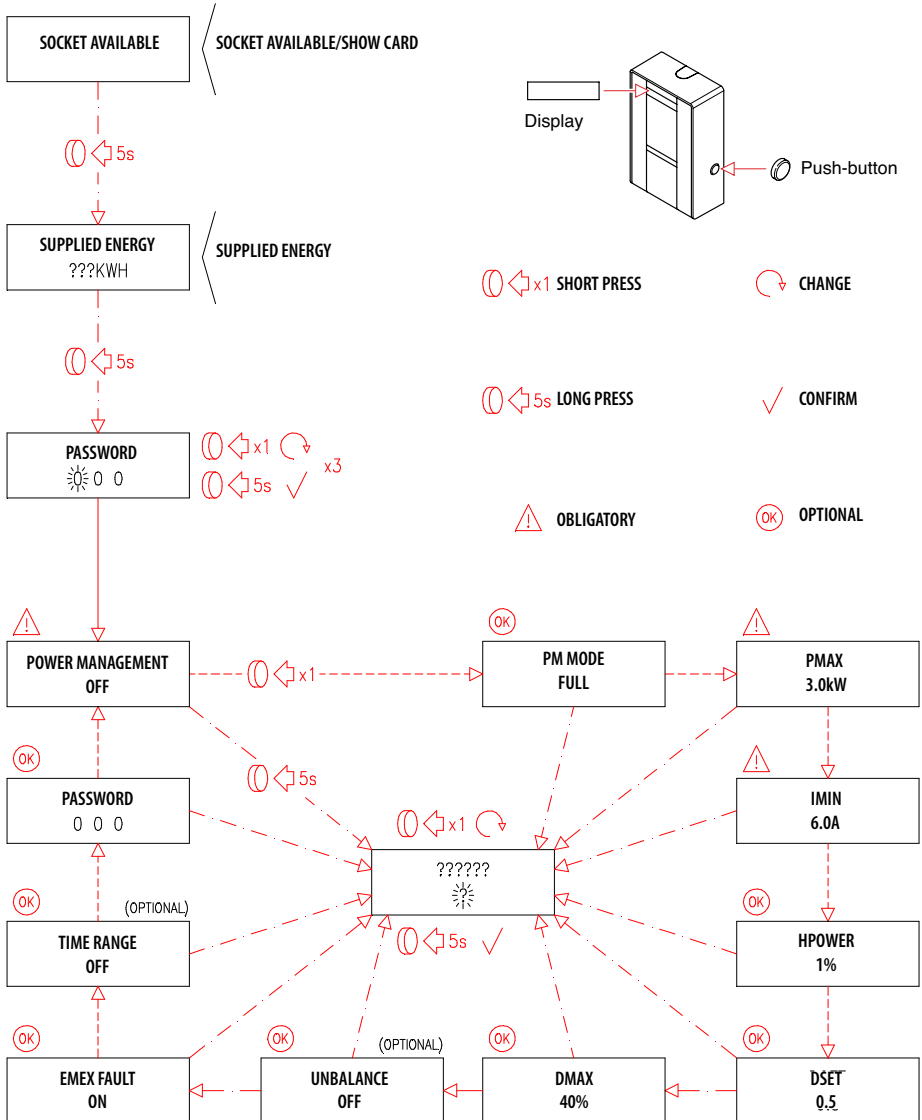 SOCKET AVAILABLE
SOCKET AVAILABLE/SHOW CARD
Display
Push-button
5s
SUPPLIED ENERGY
???KWH
SUPPLIED ENERGY
x1 SHORT PRESS
CHANGE
5s
5s LONG PRESS
CONFIRM
PASSWORD
0 0 0
x1
5s
x3
! OBLIGATORY
OK OPTIONAL
!
POWER MANAGEMENT
OFF
x1
OK
PM MODE
FULL
!
PMAX
3.0kW
5s
OK
PASSWORD
0 0 0
!
IMIN
6.0A
x1
??????
?
5s
OK
(OPTIONAL)
TIME RANGE
OFF
OK
HPOWER
1%
OK
EMEX FAULT
ON
OK
(OPTIONAL)
UNBALANCE
OFF
OK
DMAX
40%
OK
DSET
0.5